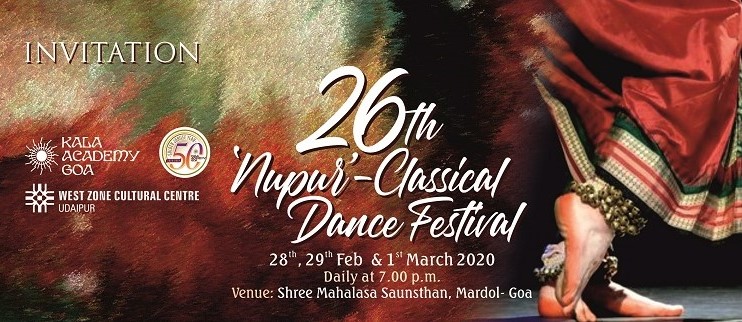 INVITATION
KALA
ACADEMY
GOA
50
WEST ZONE CULTURAL CENTRE
UDAIPUR
26th
'Nupur'-Classical
Dance Festival
28th, 29th Feb & 1st March 2020
Daily at 7.00 p.m.
Venue: Shree Mahalasa Saunsthan, Mardol- Goa